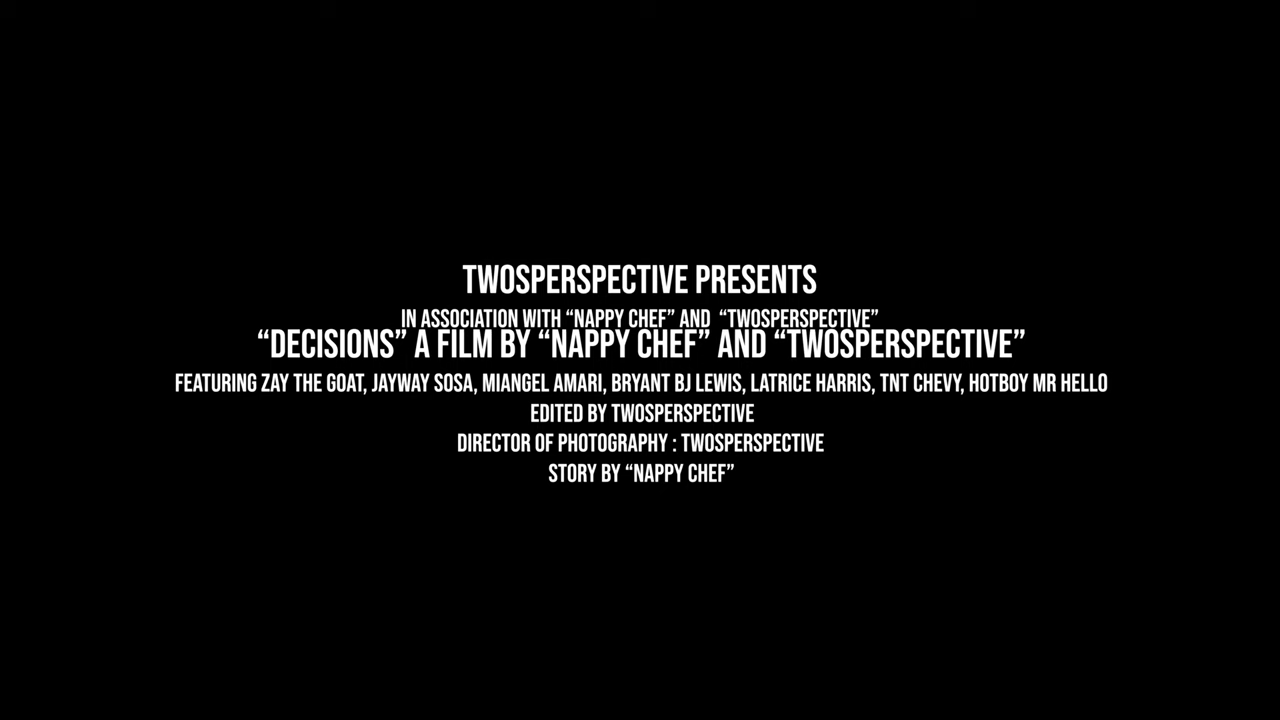 TWOSPERSPECTIVE PRESENTS
IN ASSOCIATION WITH “NAPPY CHEF” AND “TWOSPERSPECTIVE”
“DECISIONS” A FILM BY “NAPPY CHEF” AND “TWOSPERSPECTIVE”
FEATURING ZAY THE GOAT, JAYWAY SOSA, MIANGEL AMARI, BRYANT BJ LEWIS, LATRICE HARRIS, TNT CHEVY, HOTBOY MR HELLO
EDITED BY TWOSPERSPECTIVE
DIRECTOR OF PHOTOGRAPHY : TWOSPERSPECTIVE
STORY BY “NAPPY CHEF”